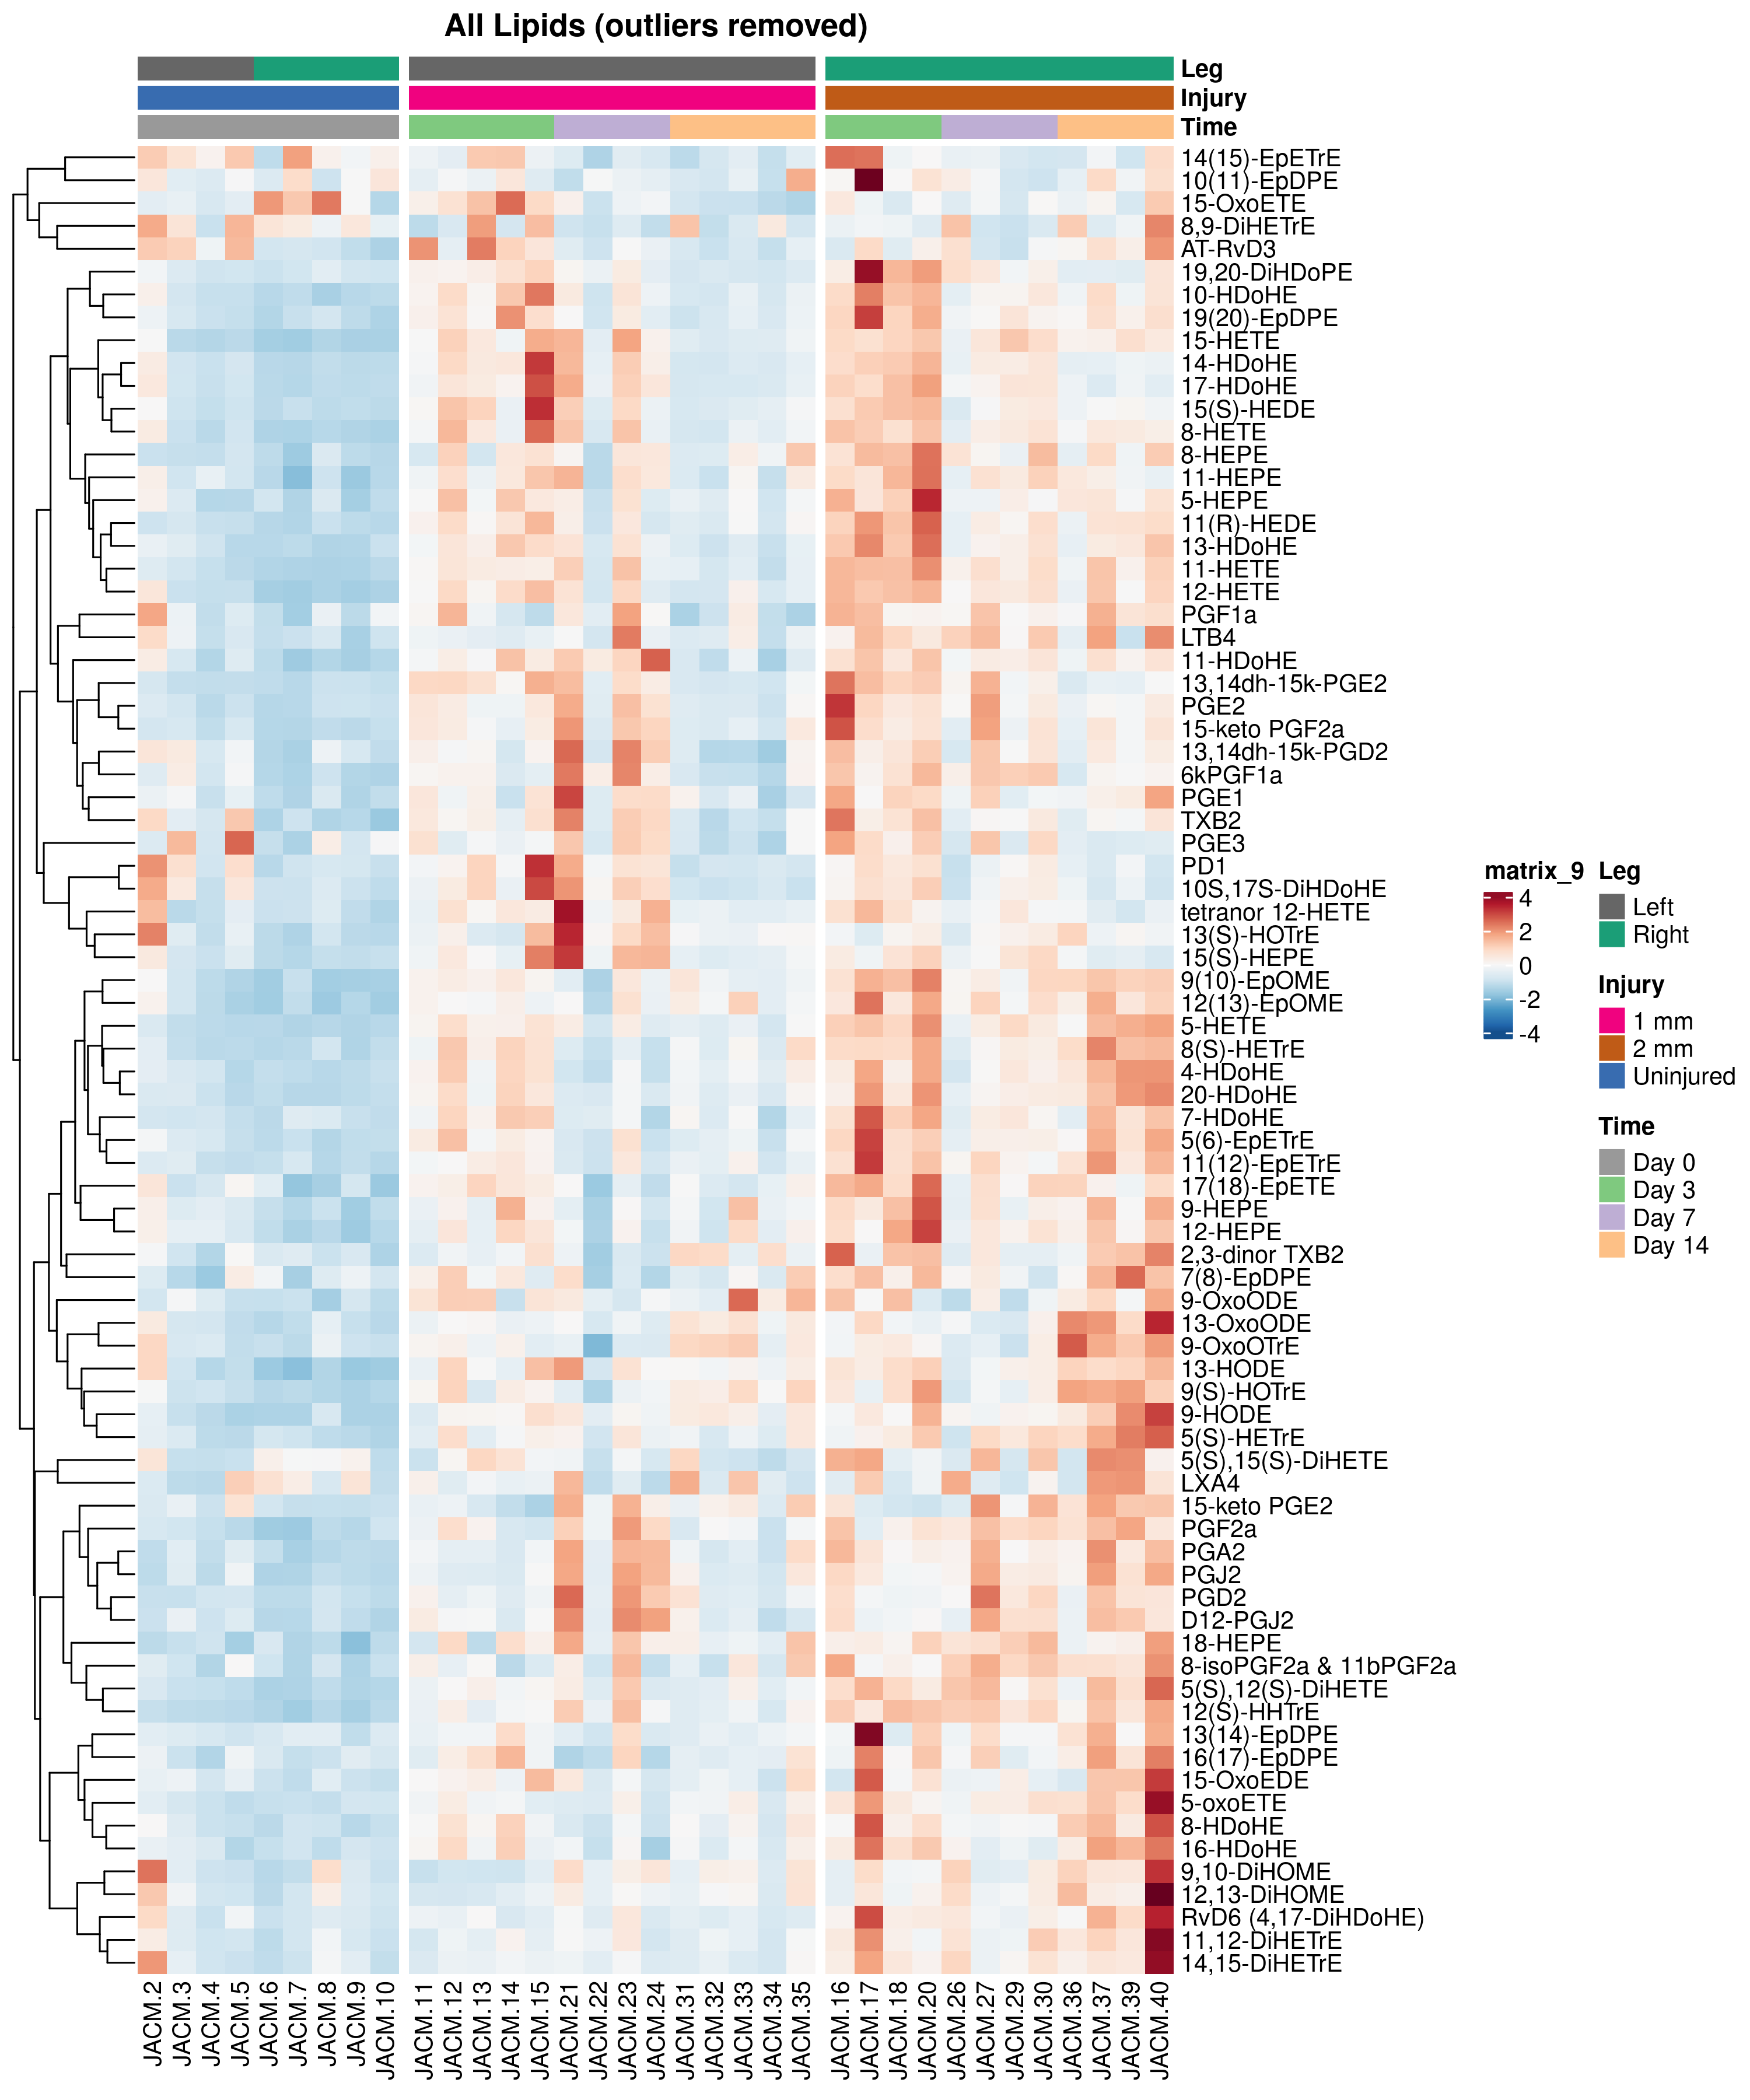 All Lipids (outliers removed)
Leg
Injury
Time
14(15)-EpETrE
10(11)-EpDPE
15-OxoETE
8,9-DiHETrE
AT-RvD3
19,20-DiHDoPE
10-HDoHE
19(20)-EpDPE
15-HETE
14-HDoHE
17-HDoHE
15(S)-HEDE
8-HETE
8-HEPE
11-HEPE
5-HEPE
11(R)-HEDE
13-HDoHE
11-HETE
12-HETE
PGF1a
LTB4
11-HDoHE
13,14dh-15k-PGE2
PGE2
15-keto PGF2a
13,14dh-15k-PGD2
6kPGF1a
PGE1
TXB2
PGE3
PD1
10S,17S-DiHDoHE
tetranor 12-HETE
13(S)-HOTrE
15(S)-HEPE
9(10)-EpOME
12(13)-EpOME
5-HETE
8(S)-HETrE
4-HDoHE
20-HDoHE
7-HDoHE
5(6)-EpETrE
11(12)-EpETrE
17(18)-EpETE
9-HEPE
12-HEPE
2,3-dinor TXB2
7(8)-EpDPE
9-OxoODE
13-OxoODE
9-OxoOTrE
13-HODE
9(S)-HOTrE
9-HODE
5(S)-HETrE
5(S),15(S)-DiHETE
LXA4
15-keto PGE2
PGF2a
PGA2
PGJ2
PGD2
D12-PGJ2
18-HEPE
8-isoPGF2a & 11bPGF2a
5(S),12(S)-DiHETE
12(S)-HHTrE
13(14)-EpDPE
16(17)-EpDPE
15-OxoEDE
5-oxoETE
8-HDoHE
16-HDoHE
9,10-DiHOME
12,13-DiHOME
RvD6 (4,17-DiHDoHE)
11,12-DiHETrE
14,15-DiHETrE
JACM.2
JACM.3
JACM.4
JACM.5
JACM.6
JACM.7
JACM.8
JACM.9
JACM.10
JACM.11
JACM.12
JACM.13
JACM.14
JACM.15
JACM.21
JACM.22
JACM.23
JACM.24
JACM.31
JACM.32
JACM.33
JACM.34
JACM.35
JACM.16
JACM.17
JACM.18
JACM.20
JACM.26
JACM.27
JACM.29
JACM.30
JACM.36
JACM.37
JACM.39
JACM.40
matrix_9
4
2
0
-2
-4
Leg
Left
Right
Injury
1 mm
2 mm
Uninjured
Time
Day 0
Day 3
Day 7
Day 14